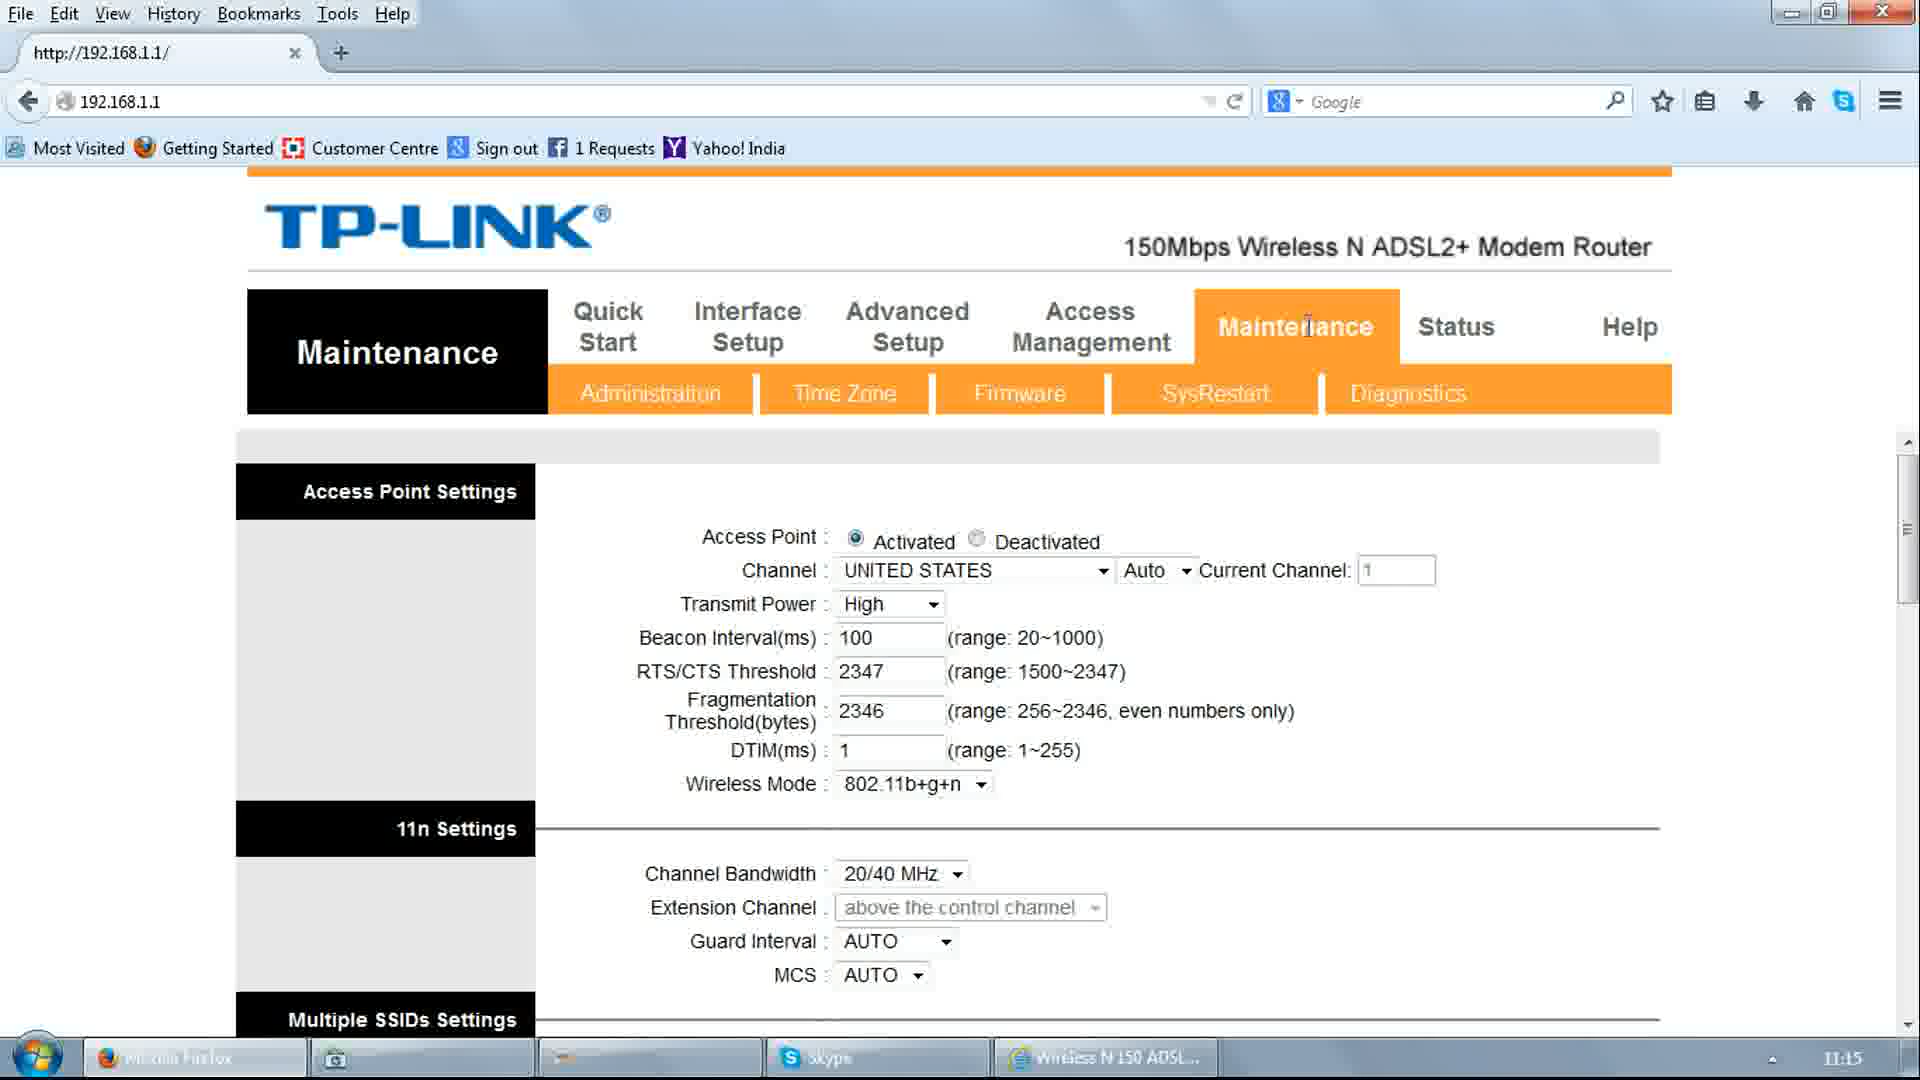 File Edit View History Bookmarks Tools Help
http://192.168.1.1/
192.168.1.1
Google
Most Visited Getting Started Customer Centre Sign out 1 Requests Yahoo! India
TP-LINK®
150Mbps Wireless N ADSL2+ Modem Router
Maintenance
Quick Start
Interface Setup
Advanced Setup
Access Management
Maintenance
Status
Help
Administration Time Zone Firmware SysRestart Diagnostics
Access Point Settings
Access Point : Activated Deactivated
Channel : UNITED STATES Auto Current Channel: 1
Transmit Power : High
Beacon Interval(ms) : 100 (range: 20~1000)
RTS/CTS Threshold : 2347 (range: 1500~2347)
Fragmentation
Threshold(bytes) : 2346 (range: 256~2346, even numbers only)
DTIM(ms) : 1 (range: 1~255)
Wireless Mode : 802.11b+g+n
11n Settings
Channel Bandwidth : 20/40 MHz
Extension Channel : above the control channel
Guard Interval : AUTO
MCS : AUTO
Multiple SSIDs Settings
Mozilla Firefox Skype Wireless N 150 ADSL... 11:15